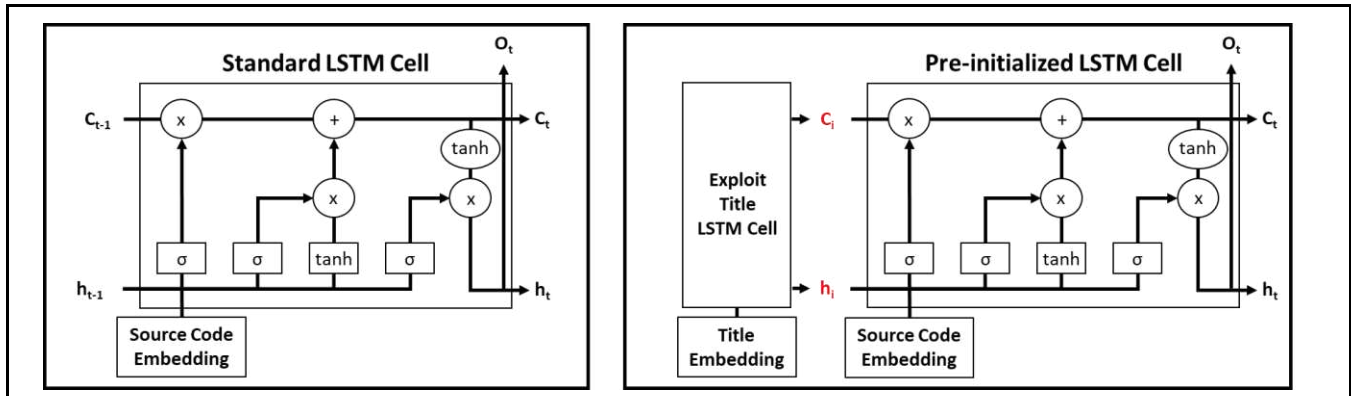 Standard LSTM Cell
Oₜ
Cₜ₋₁
x
+
Cₜ
tanh
x
x
σ
σ
tanh
σ
hₜ₋₁
hₜ
Source Code
Embedding
Pre-initialized LSTM Cell
Oₜ
Exploit
Title
LSTM Cell
Cᵢ
x
+
Cₜ
tanh
x
x
σ
σ
tanh
σ
hᵢ
hₜ
Title
Embedding
Source Code
Embedding